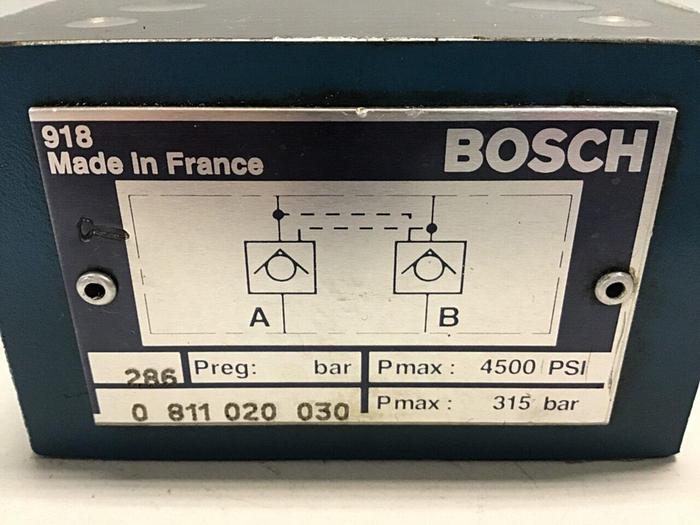 918
Made in France
BOSCH
A
B
286
Preg: bar
Pmax: 4500 PSI
0 811 020 030
Pmax: 315 bar